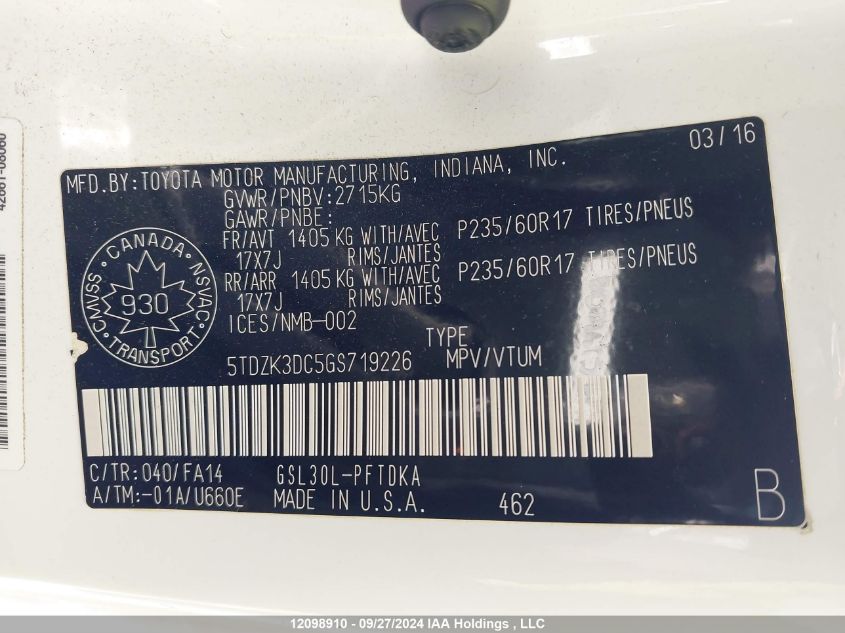 42661-08060
03/16
MFD.BY:TOYOTA MOTOR MANUFACTURING, INDIANA, INC.
GVWR/PNBV:2715KG
GAWR/PNBE:
FR/AVT 1405 KG WITH/AVEC P235/60R17 TIRES/PNEUS
17X7J RIMS/JANTES
RR/ARR 1405 KG WITH/AVEC P235/60R17 TIRES/PNEUS
17X7J RIMS/JANTES
ICES/NMB-002
CANADA
CMVSS 930 NSVAC
TRANSPORT
TYPE
5TDZK3DC5GS719226 MPV/VTUM
C/TR:040/FA14 GSL30L-PFTDKA
A/TM:-01A/U660E MADE IN U.S.A. 462
B
12098910 - 09/27/2024 IAA Holdings , LLC